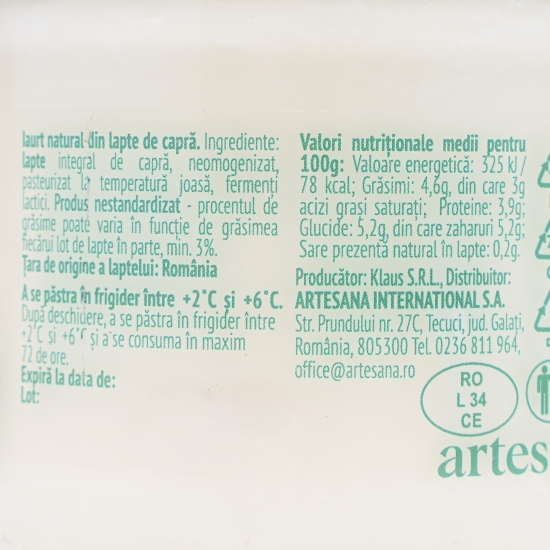 Iaurt natural din lapte de capră. Ingrediente:
lapte integral de capră, neomogenizat,
pasteurizat la temperatură joasă, fermenți
lactici. Produs nestandardizat - procentul de
grăsime poate varia în funcție de grăsimea
fiecărui lot de lapte în parte, min. 3%.
Țara de origine a laptelui: România
A se păstra în frigider între +2°C și +6°C.
După deschidere, a se păstra în frigider între
+2°C și +6°C și a se consuma în maxim
72 de ore.
Expiră la data de:
Lot:
Valori nutriționale medii pentru
100g: Valoare energetică: 325 kJ/
78 kcal; Grăsimi: 4,6g, din care 3g
acizi grași saturați; Proteine: 3,9g;
Glucide: 5,2g, din care zaharuri 5,2g;
Sare prezentă natural în lapte: 0,2g.
Producător: Klaus S.R.L., Distribuitor:
ARTESANA INTERNATIONAL S.A.
Str. Prundului nr. 27C, Tecuci, jud. Galați,
România, 805300 Tel. 0236 811 964,
office@artesana.ro
RO
L 34
CE
artes